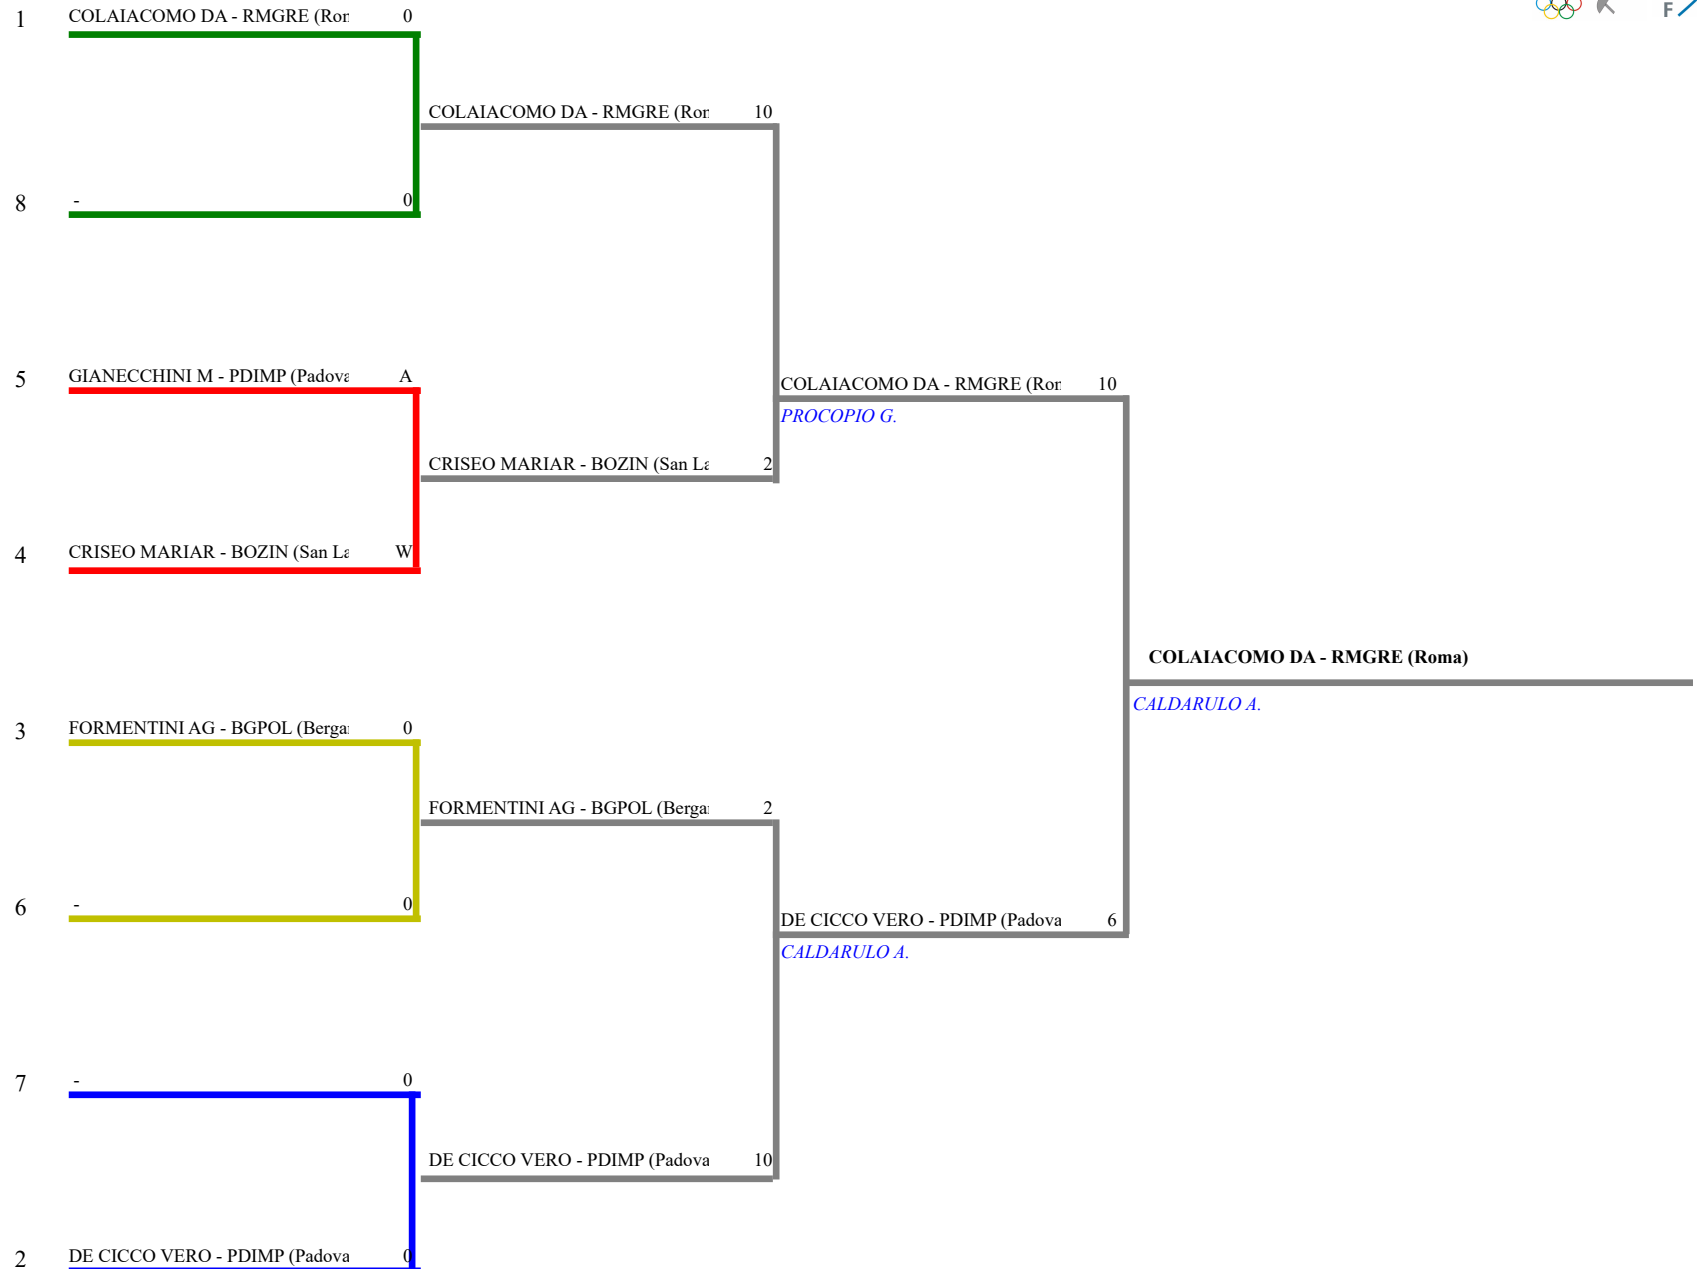 1 COLAIACOMO DA - RMGRE (Ron 0
F
COLAIACOMO DA - RMGRE (Ron 10
8 - 0
5 GIANECCHINI M - PDIMP (Padova A
COLAIACOMO DA - RMGRE (Ron 10
PROCOPIO G.
CRISEO MARIAR - BOZIN (San La 2
4 CRISEO MARIAR - BOZIN (San La W
COLAIACOMO DA - RMGRE (Roma)
CALDARULO A.
3 FORMENTINI AG - BGPOL (Berga 0
FORMENTINI AG - BGPOL (Berga 2
6 - 0
DE CICCO VERO - PDIMP (Padova 6
CALDARULO A.
7 - 0
DE CICCO VERO - PDIMP (Padova 10
2 DE CICCO VERO - PDIMP (Padova 0